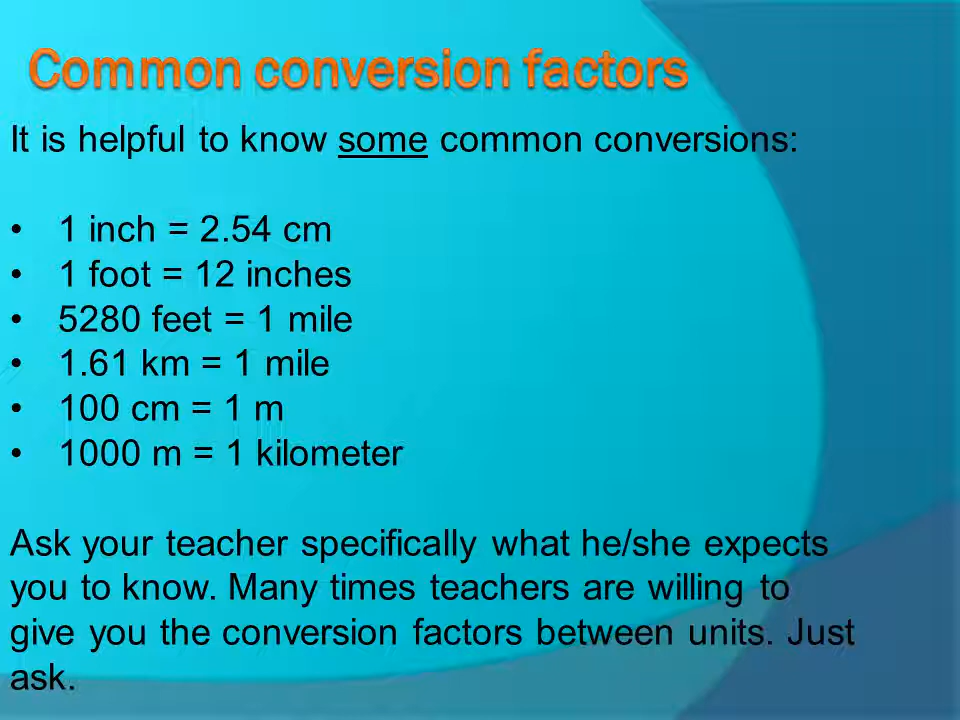 Common conversion factors
It is helpful to know some common conversions:
• 1 inch = 2.54 cm
• 1 foot = 12 inches
• 5280 feet = 1 mile
• 1.61 km = 1 mile
• 100 cm = 1 m
• 1000 m = 1 kilometer
Ask your teacher specifically what he/she expects
you to know. Many times teachers are willing to
give you the conversion factors between units. Just
ask.